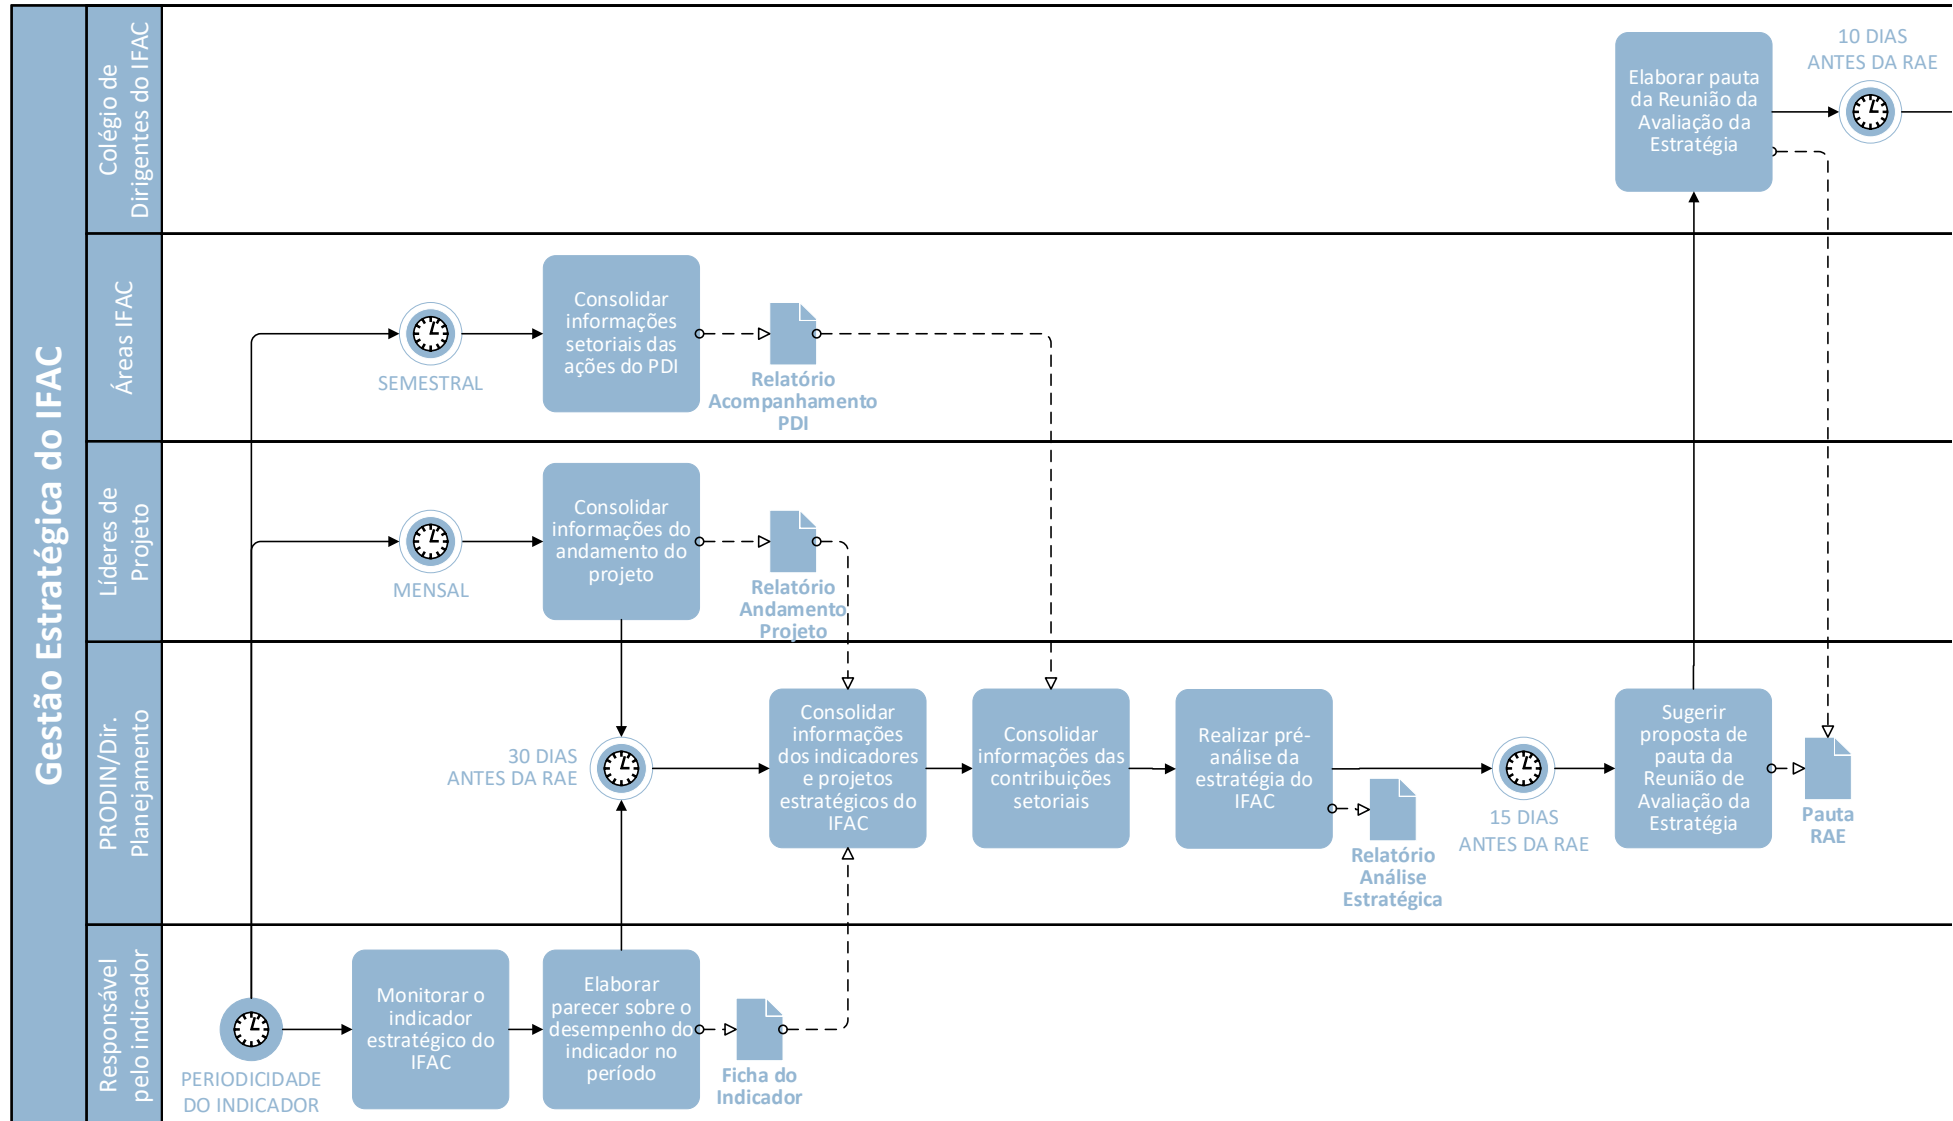 Gestão Estratégica do IFAC
Colégio de
Dirigentes do IFAC
Elaborar pauta
da Reunião da
Avaliação da
Estratégia
10 DIAS
ANTES DA RAE
Áreas IFAC
SEMESTRAL
Consolidar
informações
setoriais das
ações do PDI
Relatório
Acompanhamento
PDI
Líderes de
Projeto
MENSAL
Consolidar
informações do
andamento do
projeto
Relatório
Andamento
Projeto
PRODIN/Dir.
Planejamento
30 DIAS
ANTES DA RAE
Consolidar
informações
dos indicadores
e projetos
estratégicos do
IFAC
Consolidar
informações das
contribuições
setoriais
Realizar pré-
análise da
estratégia do
IFAC
Relatório
Análise
Estratégica
15 DIAS
ANTES DA RAE
Sugerir
proposta de
pauta da
Reunião de
Avaliação da
Estratégia
Pauta
RAE
Responsável
pelo indicador
PERIODICIDADE
DO INDICADOR
Monitorar o
indicador
estratégico do
IFAC
Elaborar
parecer sobre o
desempenho do
indicador no
período
Ficha do
Indicador